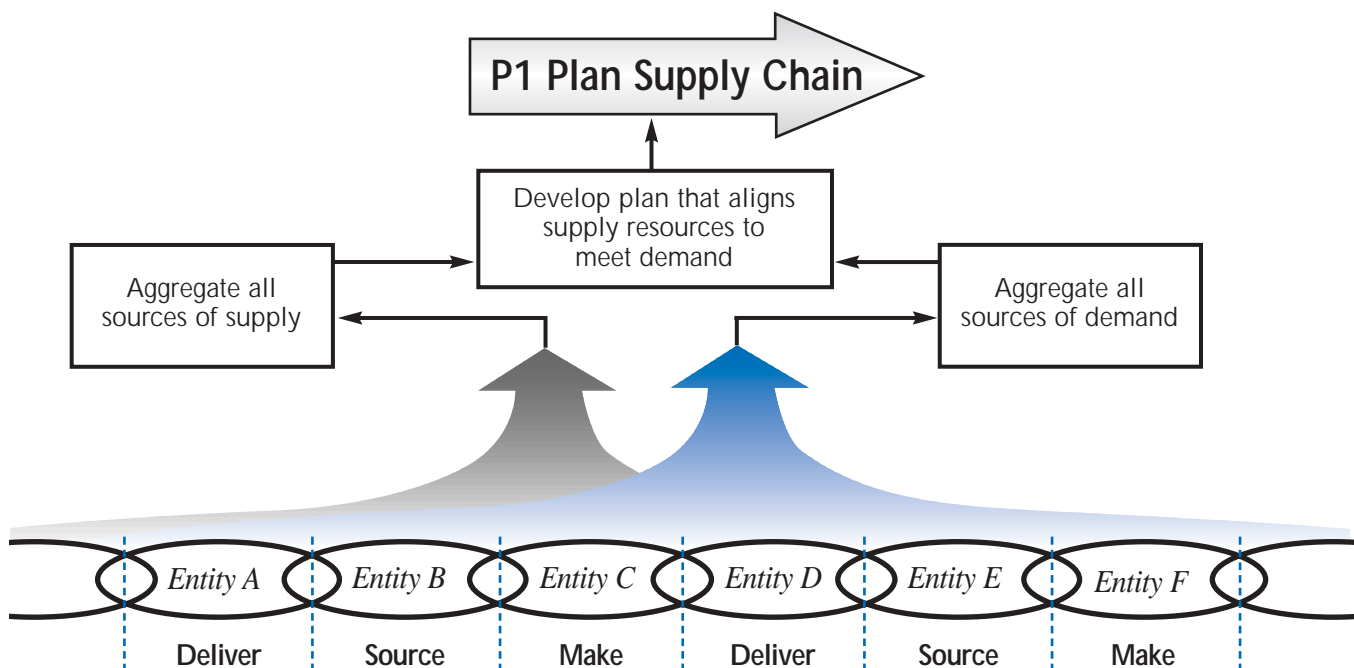 P1 Plan Supply Chain
Develop plan that aligns
supply resources to
meet demand
Aggregate all
sources of supply
Aggregate all
sources of demand
Entity A
Entity B
Entity C
Entity D
Entity E
Entity F
Deliver
Source
Make
Deliver
Source
Make